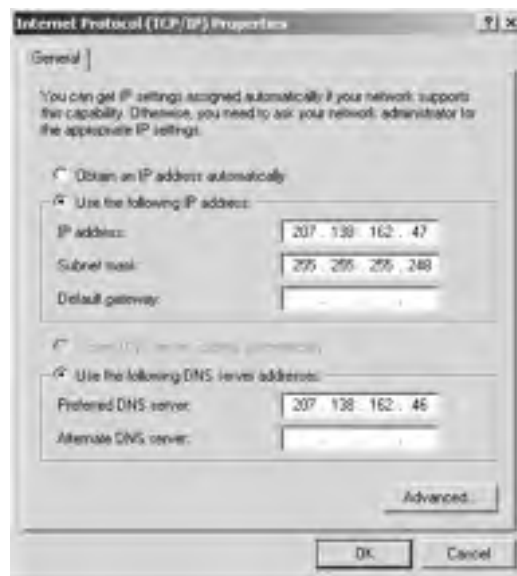 Internet Protocol (TCP/IP) Properties ? X
General
You can get IP settings assigned automatically if your network supports
this capability. Otherwise, you need to ask your network administrator for
the appropriate IP settings.
Obtain an IP address automatically
Use the following IP address:
IP address: 207 . 138 . 162 . 47
Subnet mask: 255 . 255 . 255 . 248
Default gateway: . . .
Use the following DNS server addresses:
Preferred DNS server: 207 . 138 . 162 . 46
Alternate DNS server: . . .
Advanced...
OK Cancel